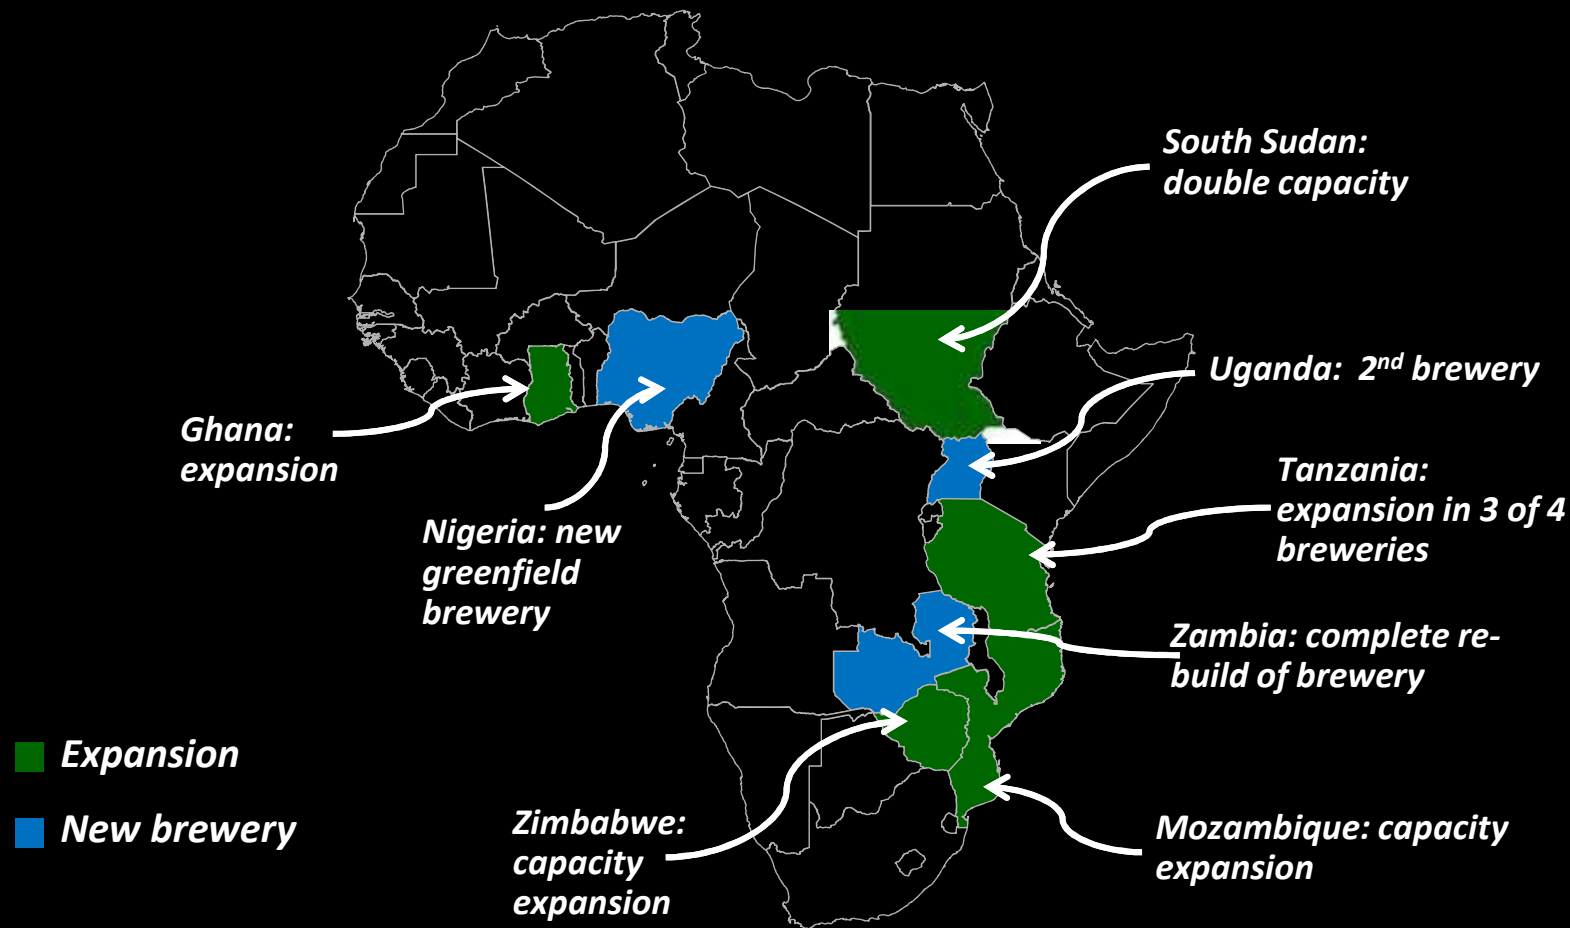 South Sudan:
double capacity
Uganda: 2nd brewery
Ghana:
expansion
Tanzania:
expansion in 3 of 4
breweries
Nigeria: new
greenfield
brewery
Zambia: complete re-
build of brewery
Expansion
New brewery
Zimbabwe:
capacity
expansion
Mozambique: capacity
expansion